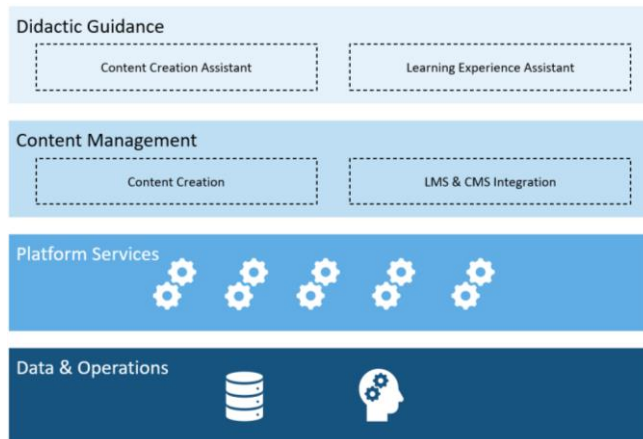 Didactic Guidance
Content Creation Assistant
Learning Experience Assistant
Content Management
Content Creation
LMS & CMS Integration
Platform Services
Data & Operations